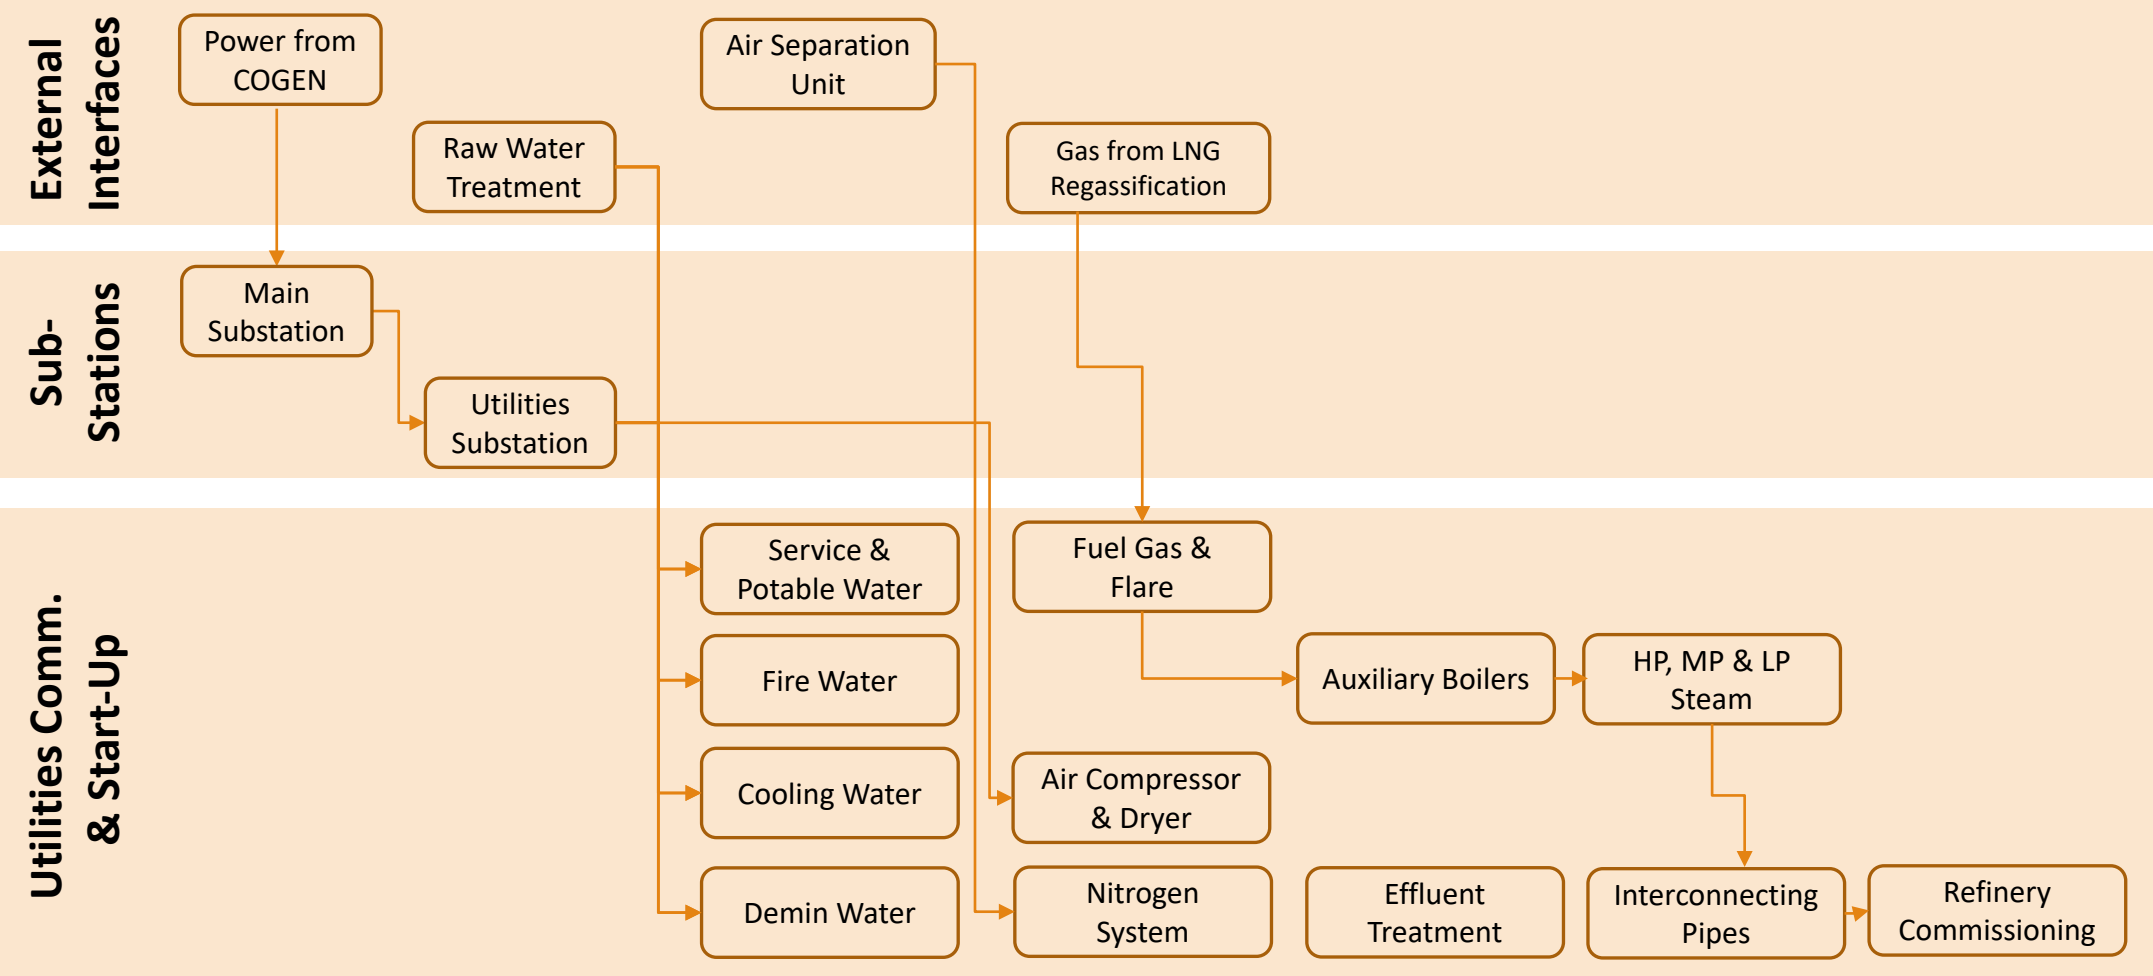 External
Interfaces
Power from
COGEN
Air Separation
Unit
Raw Water
Treatment
Gas from LNG
Regassification
Sub-
Stations
Main
Substation
Utilities
Substation
Utilities Comm.
& Start-Up
Service &
Potable Water
Fuel Gas &
Flare
Fire Water
Auxiliary Boilers
HP, MP & LP
Steam
Cooling Water
Air Compressor
& Dryer
Demin Water
Nitrogen
System
Effluent
Treatment
Interconnecting
Pipes
Refinery
Commissioning